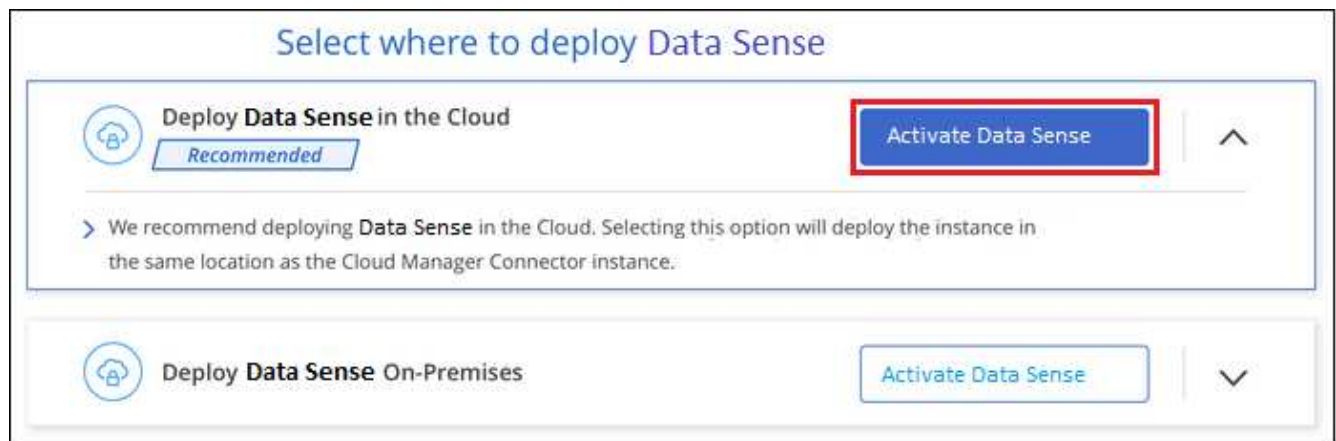 Select where to deploy Data Sense
Deploy Data Sense in the Cloud
Recommended
Activate Data Sense
We recommend deploying Data Sense in the Cloud. Selecting this option will deploy the instance in
the same location as the Cloud Manager Connector instance.
Deploy Data Sense On-Premises
Activate Data Sense